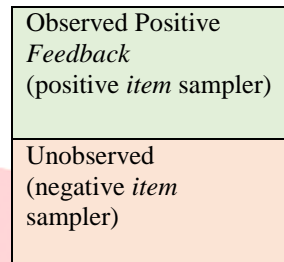 Observed Positive
Feedback
(positive item sampler)
Unobserved
(negative item
sampler)